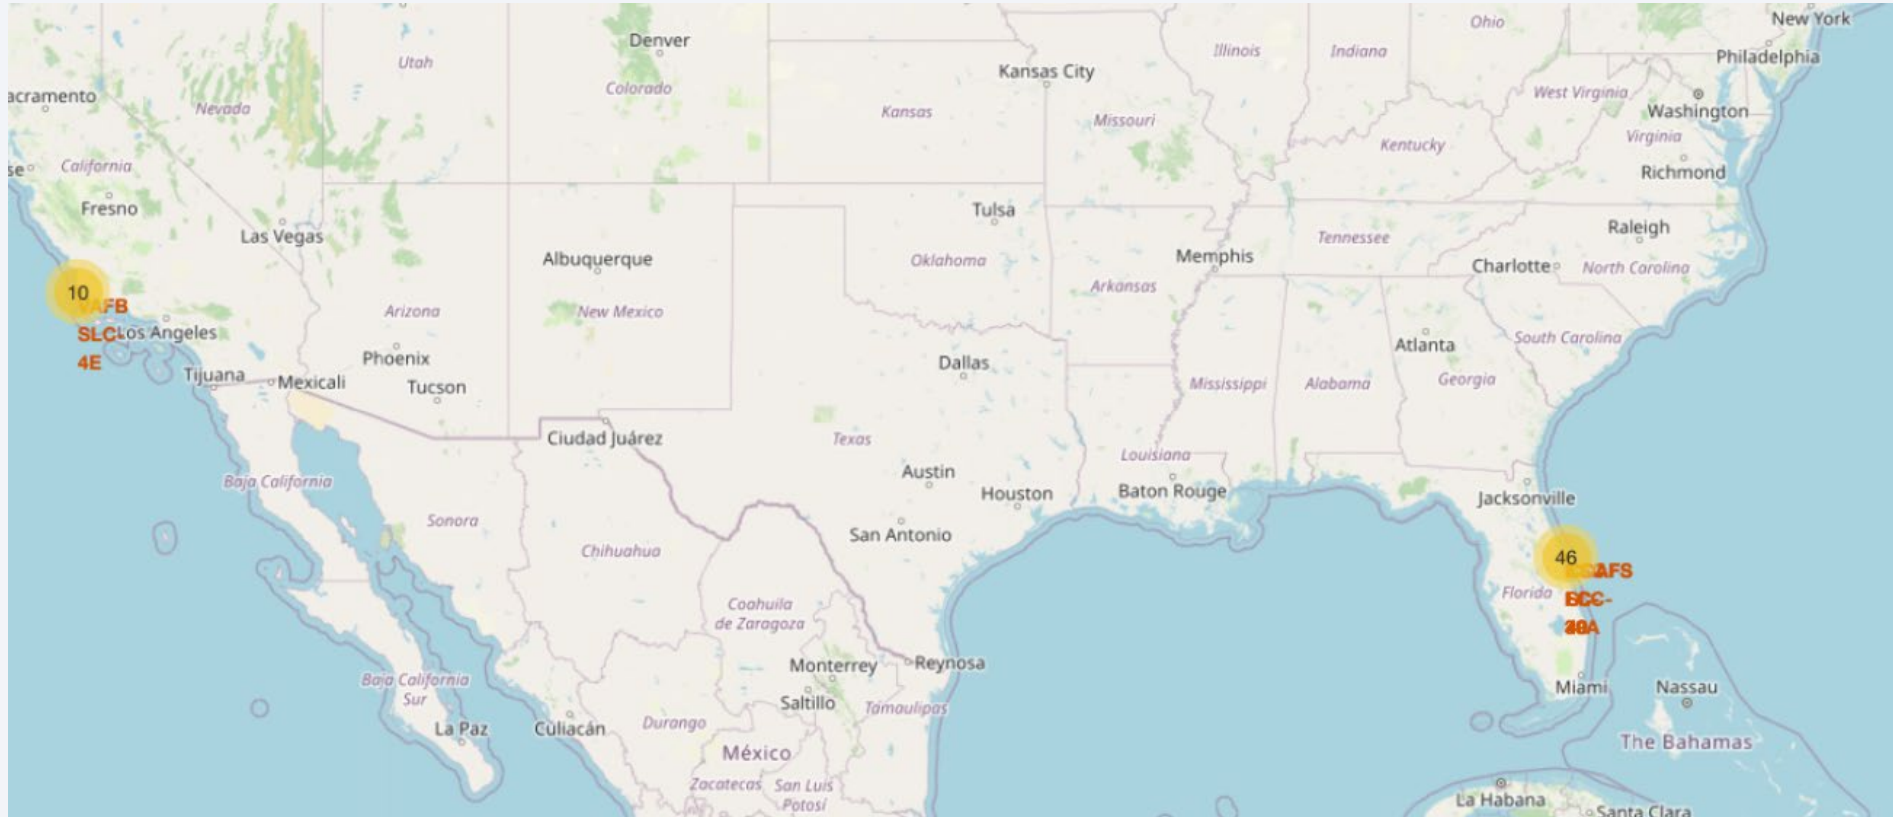 New York
Ohio
Denver
Illinois
Indiana
Philadelphia
Utah
Kansas City
Colorado
acramento
West Virginia
Nevada
Kansas
Missouri
Washington
Virginia
Kentucky
California
se
Richmond
Fresno
Tulsa
Las Vegas
Raleigh
Tennessee
Albuquerque
Memphis
Oklahoma
Charlotte
North Carolina
10
Arkansas
VAFB
Arizona
New Mexico
SLC-
Los Angeles
South Carolina
Atlanta
4E
Phoenix
Dallas
Tijuana
Mexicali
Tucson
Mississippi
Alabama
Georgia
Ciudad Juárez
Texas
Louisiana
Austin
Baja California
Houston
Baton Rouge
Jacksonville
Sonora
San Antonio
Chihuahua
46
Florida
Coahuila
de Zaragoza
Monterrey
Reynosa
Baja California
Sur
Miami
Nassau
Saltillo
Tamaulipas
La Paz
Culiacán
Durango
México
The Bahamas
Zacatecas
San Luis
Potosí
La Habana
Santa Clara